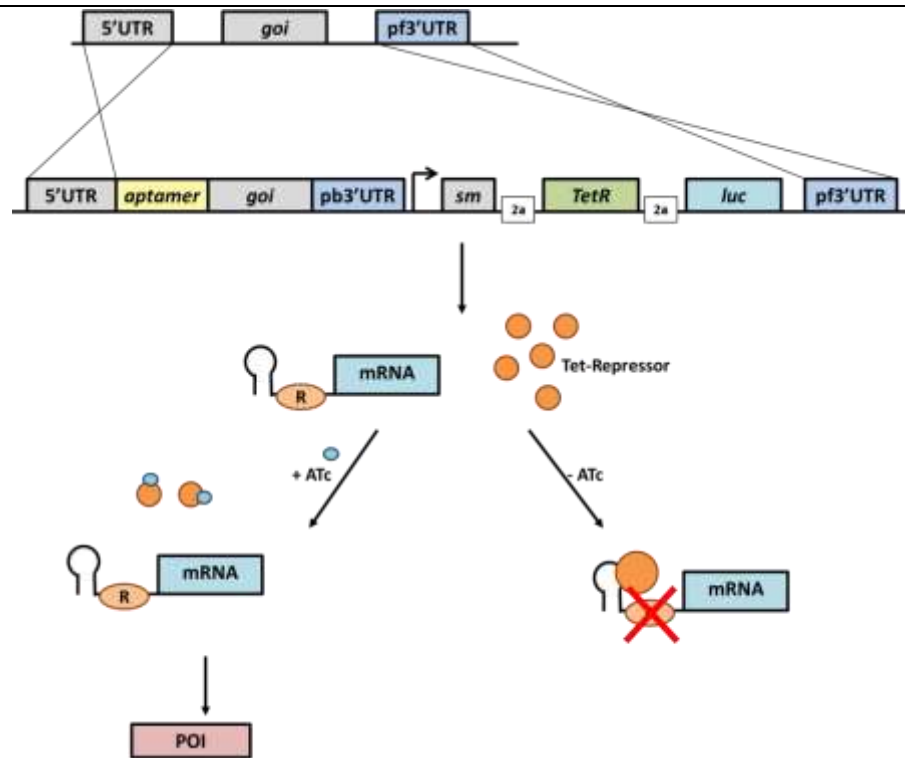 5'UTR goi pf3'UTR
5'UTR aptamer goi pb3'UTR sm 2a TetR 2a luc pf3'UTR
mRNA
R
Tet-Repressor
+ ATc
- ATc
mRNA
R
mRNA
POI